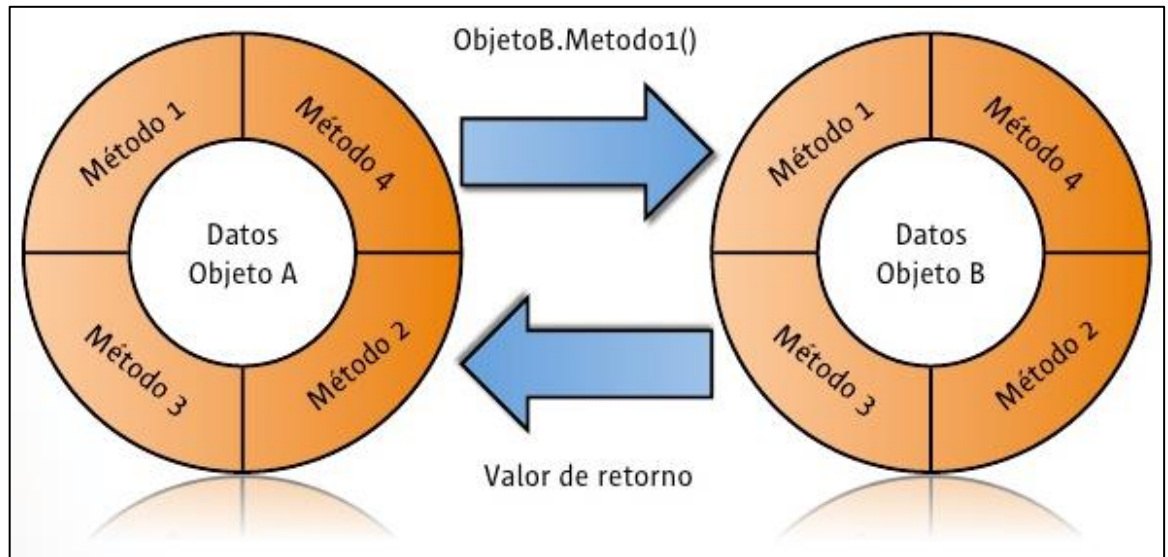 ObjetoB.Metodo1()
Método 1
Método 4
Datos
Objeto A
Método 3
Método 2
Método 1
Método 4
Datos
Objeto B
Método 3
Método 2
Valor de retorno